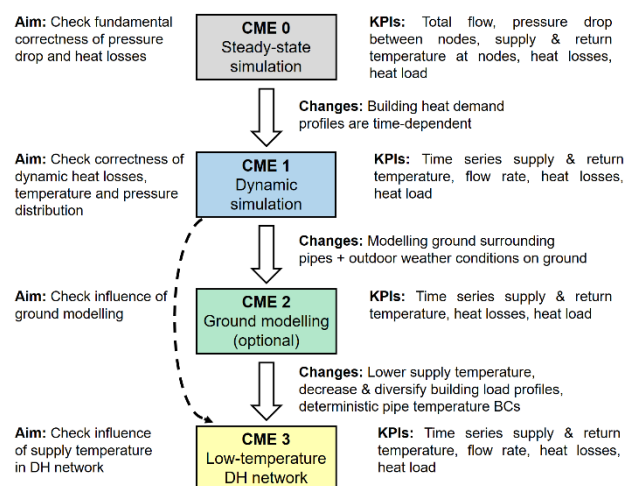 Aim: Check fundamental
correctness of pressure
drop and heat losses
CME 0
Steady-state
simulation
KPIs: Total flow, pressure drop
between nodes, supply & return
temperature at nodes, heat losses,
heat load
Changes: Building heat demand
profiles are time-dependent
Aim: Check correctness of
dynamic heat losses,
temperature and pressure
distribution
CME 1
Dynamic
simulation
KPIs: Time series supply & return
temperature, flow rate, heat losses,
heat load
Changes: Modelling ground surrounding
pipes + outdoor weather conditions on ground
Aim: Check influence of
ground modelling
CME 2
Ground modelling
(optional)
KPIs: Time series supply & return
temperature, heat losses, heat load
Changes: Lower supply temperature,
decrease & diversify building load profiles,
deterministic pipe temperature BCs
Aim: Check influence
of supply temperature
in DH network
CME 3
Low-temperature
DH network
KPIs: Time series supply & return
temperature, flow rate, heat losses,
heat load